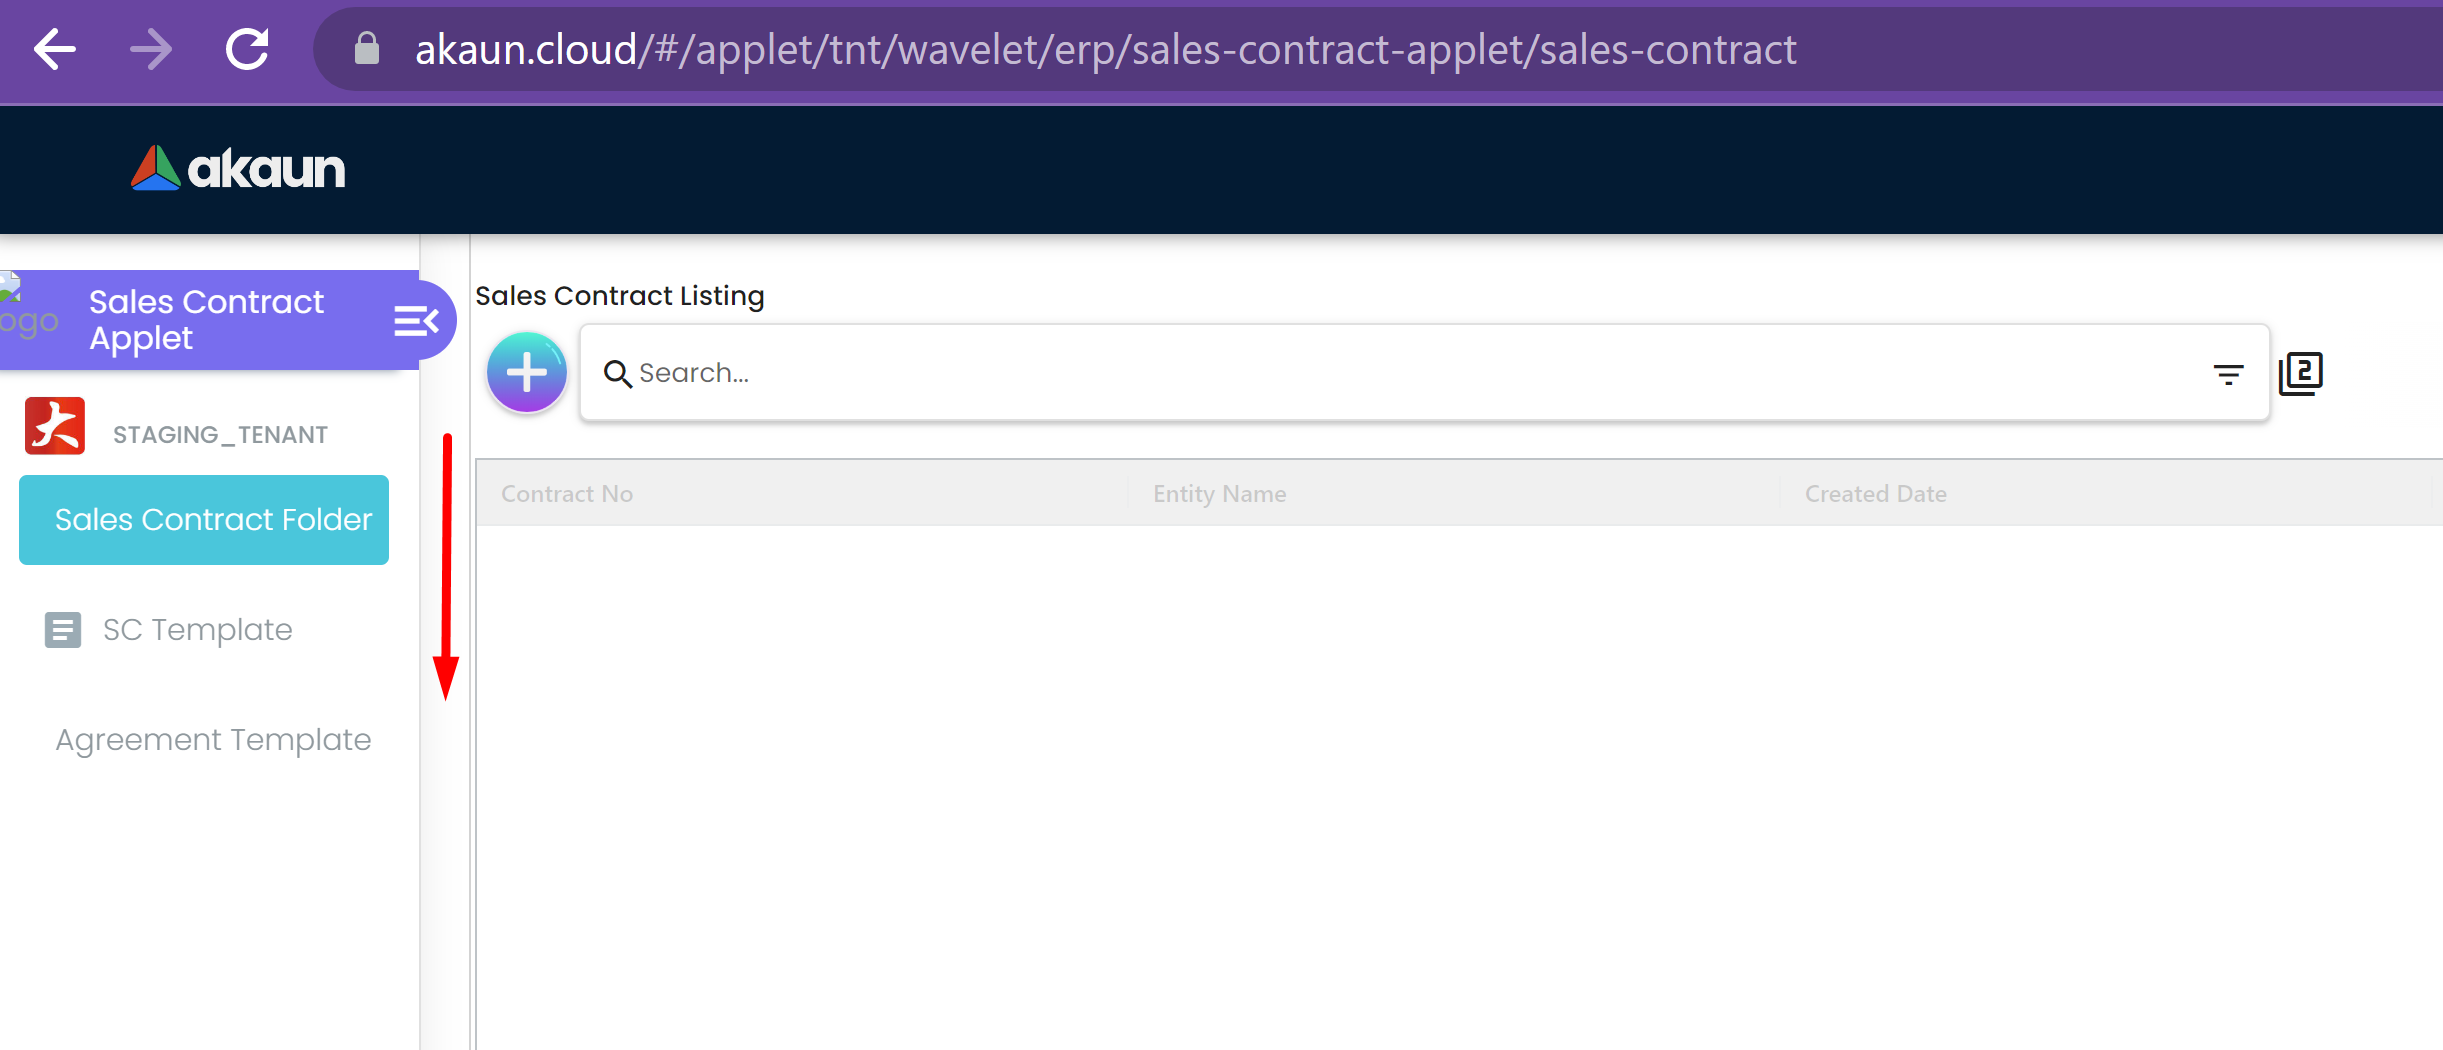 akaun.cloud/#/applet/tnt/wavelet/erp/sales-contract-applet/sales-contract
akaun
logo
Sales Contract
Applet
STAGING_TENANT
Sales Contract Folder
SC Template
Agreement Template
Sales Contract Listing
Search...
2
Contract No
Entity Name
Created Date